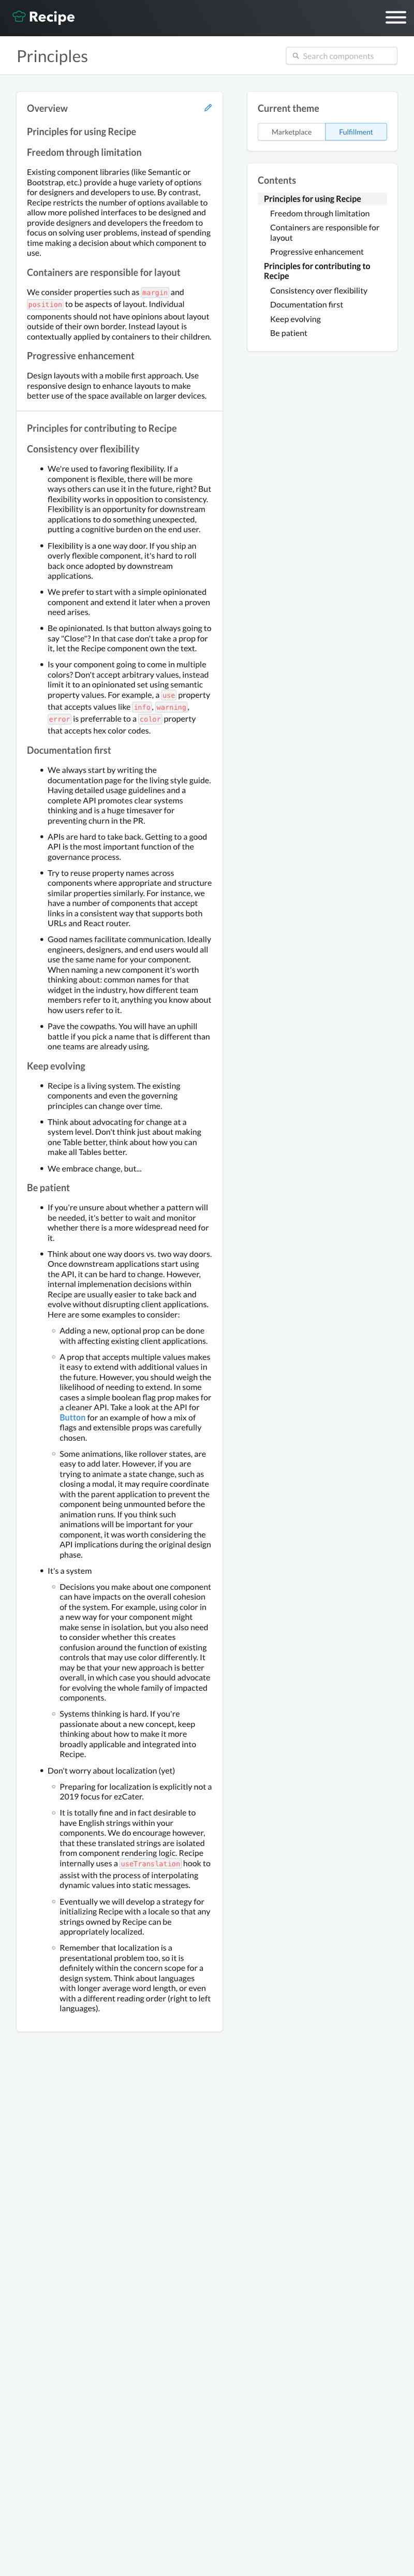 Recipe
Principles
Search components
Overview
Principles for using Recipe
Freedom through limitation
Existing component libraries (like Semantic or
Bootstrap, etc.) provide a huge variety of options
for designers and developers to use. By contrast,
Recipe restricts the number of options available to
allow more polished interfaces to be designed and
provide designers and developers the freedom to
focus on solving user problems, instead of spending
time making a decision about which component to
use.
Containers are responsible for layout
We consider properties such as margin and
position to be aspects of layout. Individual
components should not have opinions about layout
outside of their own border. Instead layout is
contextually applied by containers to their children.
Progressive enhancement
Design layouts with a mobile first approach. Use
responsive design to enhance layouts to make
better use of the space available on larger devices.
Principles for contributing to Recipe
Consistency over flexibility
We're used to favoring flexibility. If a
component is flexible, there will be more
ways others can use it in the future, right? But
flexibility works in opposition to consistency.
Flexibility is an opportunity for downstream
applications to do something unexpected,
putting a cognitive burden on the end user.
Flexibility is a one way door. If you ship an
overly flexible component, it's hard to roll
back once adopted by downstream
applications.
We prefer to start with a simple opinionated
component and extend it later when a proven
need arises.
Be opinionated. Is that button always going to
say "Close"? In that case don't take a prop for
it, let the Recipe component own the text.
Is your component going to come in multiple
colors? Don't accept arbitrary values, instead
limit it to an opinionated set using semantic
property values. For example, a use property
that accepts values like info, warning,
error is preferrable to a color property
that accepts hex color codes.
Documentation first
We always start by writing the
documentation page for the living style guide.
Having detailed usage guidelines and a
complete API promotes clear systems
thinking and is a huge timesaver for
preventing churn in the PR.
APIs are hard to take back. Getting to a good
API is the most important function of the
governance process.
Try to reuse property names across
components where appropriate and structure
similar properties similarly. For instance, we
have a number of components that accept
links in a consistent way that supports both
URLs and React router.
Good names facilitate communication. Ideally
engineers, designers, and end users would all
use the same name for your component.
When naming a new component it's worth
thinking about: common names for that
widget in the industry, how different team
members refer to it, anything you know about
how users refer to it.
Pave the cowpaths. You will have an uphill
battle if you pick a name that is different than
one teams are already using.
Keep evolving
Recipe is a living system. The existing
components and even the governing
principles can change over time.
Think about advocating for change at a
system level. Don't think just about making
one Table better, think about how you can
make all Tables better.
We embrace change, but...
Be patient
If you're unsure about whether a pattern will
be needed, it's better to wait and monitor
whether there is a more widespread need for
it.
Think about one way doors vs. two way doors.
Once downstream applications start using
the API, it can be hard to change. However,
internal implemenation decisions within
Recipe are usually easier to take back and
evolve without disrupting client applications.
Here are some examples to consider:
Adding a new, optional prop can be done
with affecting existing client applications.
A prop that accepts multiple values makes
it easy to extend with additional values in
the future. However, you should weigh the
likelihood of needing to extend. In some
cases a simple boolean flag prop makes for
a cleaner API. Take a look at the API for
Button for an example of how a mix of
flags and extensible props was carefully
chosen.
Some animations, like rollover states, are
easy to add later. However, if you are
trying to animate a state change, such as
closing a modal, it may require coordinate
with the parent application to prevent the
component being unmounted before the
animation runs. If you think such
animations will be important for your
component, it was worth considering the
API implications during the original design
phase.
It's a system
Decisions you make about one component
can have impacts on the overall cohesion
of the system. For example, using color in
a new way for your component might
make sense in isolation, but you also need
to consider whether this creates
confusion around the function of existing
controls that may use color differently. It
may be that your new approach is better
overall, in which case you should advocate
for evolving the whole family of impacted
components.
Systems thinking is hard. If you're
passionate about a new concept, keep
thinking about how to make it more
broadly applicable and integrated into
Recipe.
Don't worry about localization (yet)
Preparing for localization is explicitly not a
2019 focus for ezCater.
It is totally fine and in fact desirable to
have English strings within your
components. We do encourage however,
that these translated strings are isolated
from component rendering logic. Recipe
internally uses a useTranslation hook to
assist with the process of interpolating
dynamic values into static messages.
Eventually we will develop a strategy for
initializing Recipe with a locale so that any
strings owned by Recipe can be
appropriately localized.
Remember that localization is a
presentational problem too, so it is
definitely within the concern scope for a
design system. Think about languages
with longer average word length, or even
with a different reading order (right to left
languages).
Current theme
Marketplace
Fulfillment
Contents
Principles for using Recipe
Freedom through limitation
Containers are responsible for
layout
Progressive enhancement
Principles for contributing to
Recipe
Consistency over flexibility
Documentation first
Keep evolving
Be patient